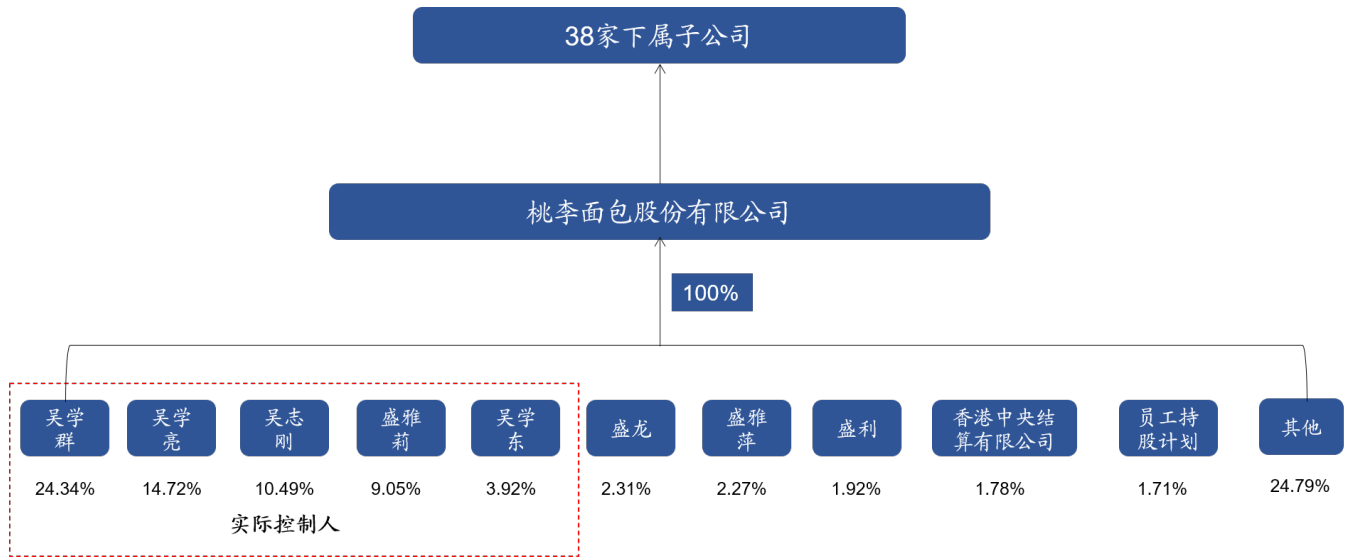 38家下属子公司
桃李面包股份有限公司
100%
吴学
群
吴学
亮
吴志
刚
盛雅
莉
吴学
东
盛龙
盛雅
萍
盛利
香港中央结
算有限公司
员工持
股计划
其他
24.34%
14.72%
10.49%
9.05%
3.92%
2.31%
2.27%
1.92%
1.78%
1.71%
24.79%
实际控制人